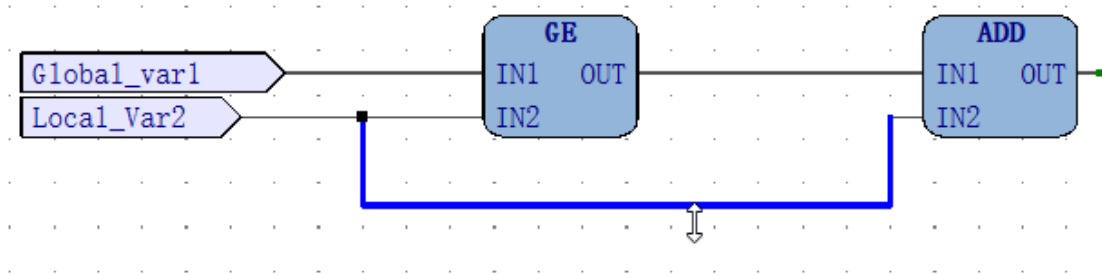 GE
ADD
Global_var1
IN1 OUT
IN1 OUT
Local_Var2
IN2
IN2